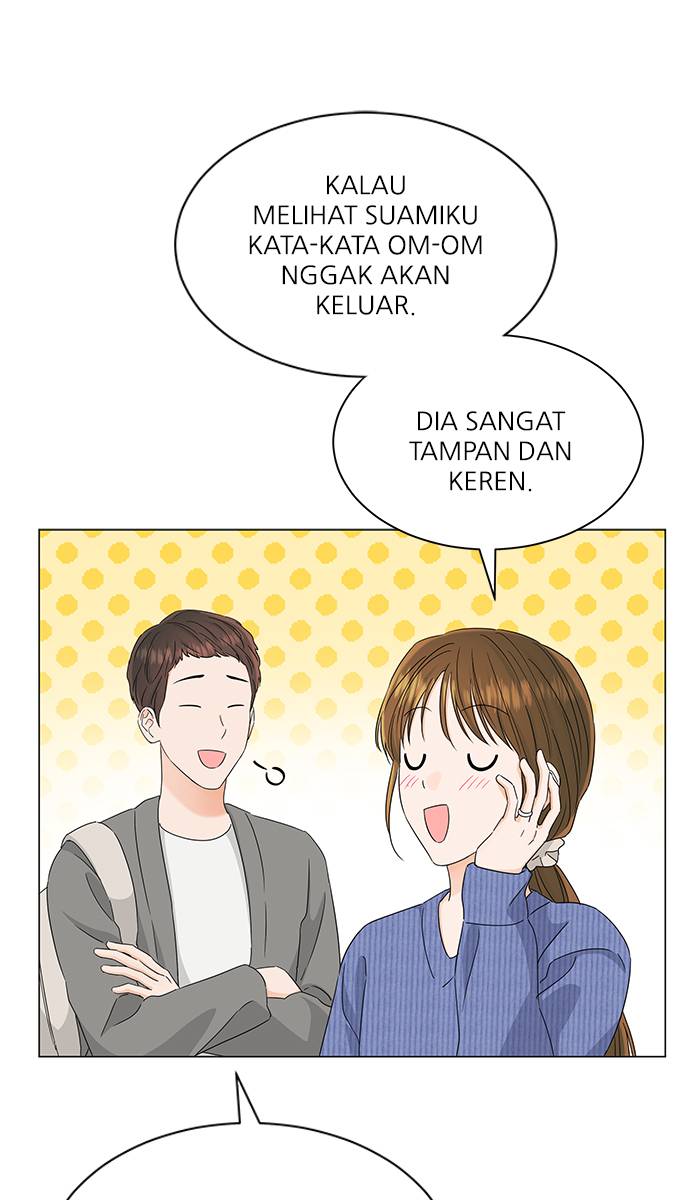 KALAU
MELIHAT SUAMIKU
KATA-KATA OM-OM
NGGAK AKAN
KELUAR.
DIA SANGAT
TAMPAN DAN
KEREN.